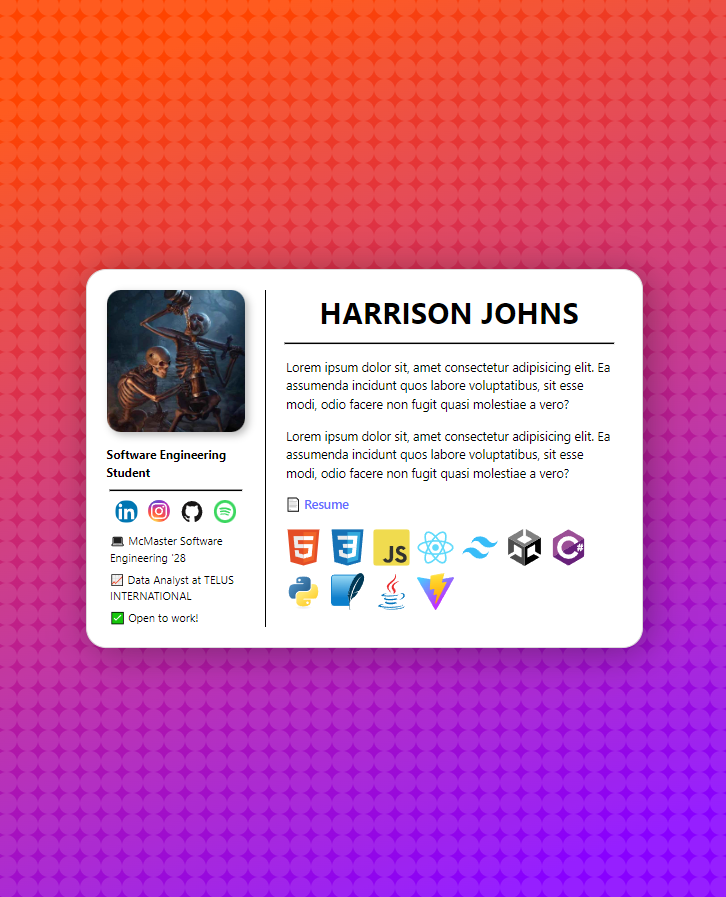 HARRISON JOHNS
Software Engineering
Student
in
McMaster Software
Engineering '28
Data Analyst at TELUS
INTERNATIONAL
Open to work!
Lorem ipsum dolor sit, amet consectetur adipisicing elit. Ea
assumenda incidunt quos labore voluptatibus, sit esse
modi, odio facere non fugit quasi molestiae a vero?
Lorem ipsum dolor sit, amet consectetur adipisicing elit. Ea
assumenda incidunt quos labore voluptatibus, sit esse
modi, odio facere non fugit quasi molestiae a vero?
Resume
5 3 JS C#